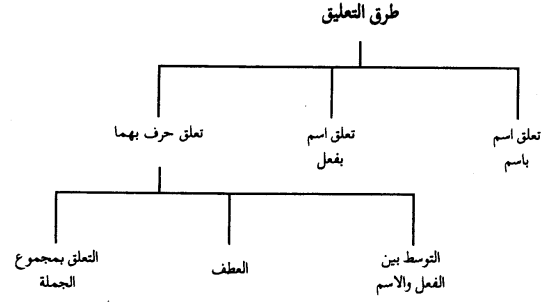 طرق التعليق
تعلق اسم
باسم
تعلق اسم
بفعل
تعلق حرف بهما
التوسط بين
الفعل والاسم
العطف
التعلق بمجموع
الجملة